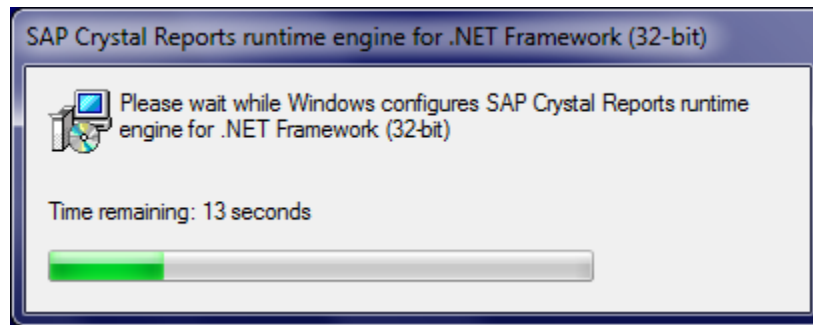 SAP Crystal Reports runtime engine for .NET Framework (32-bit)
Please wait while Windows configures SAP Crystal Reports runtime
engine for .NET Framework (32-bit)
Time remaining: 13 seconds